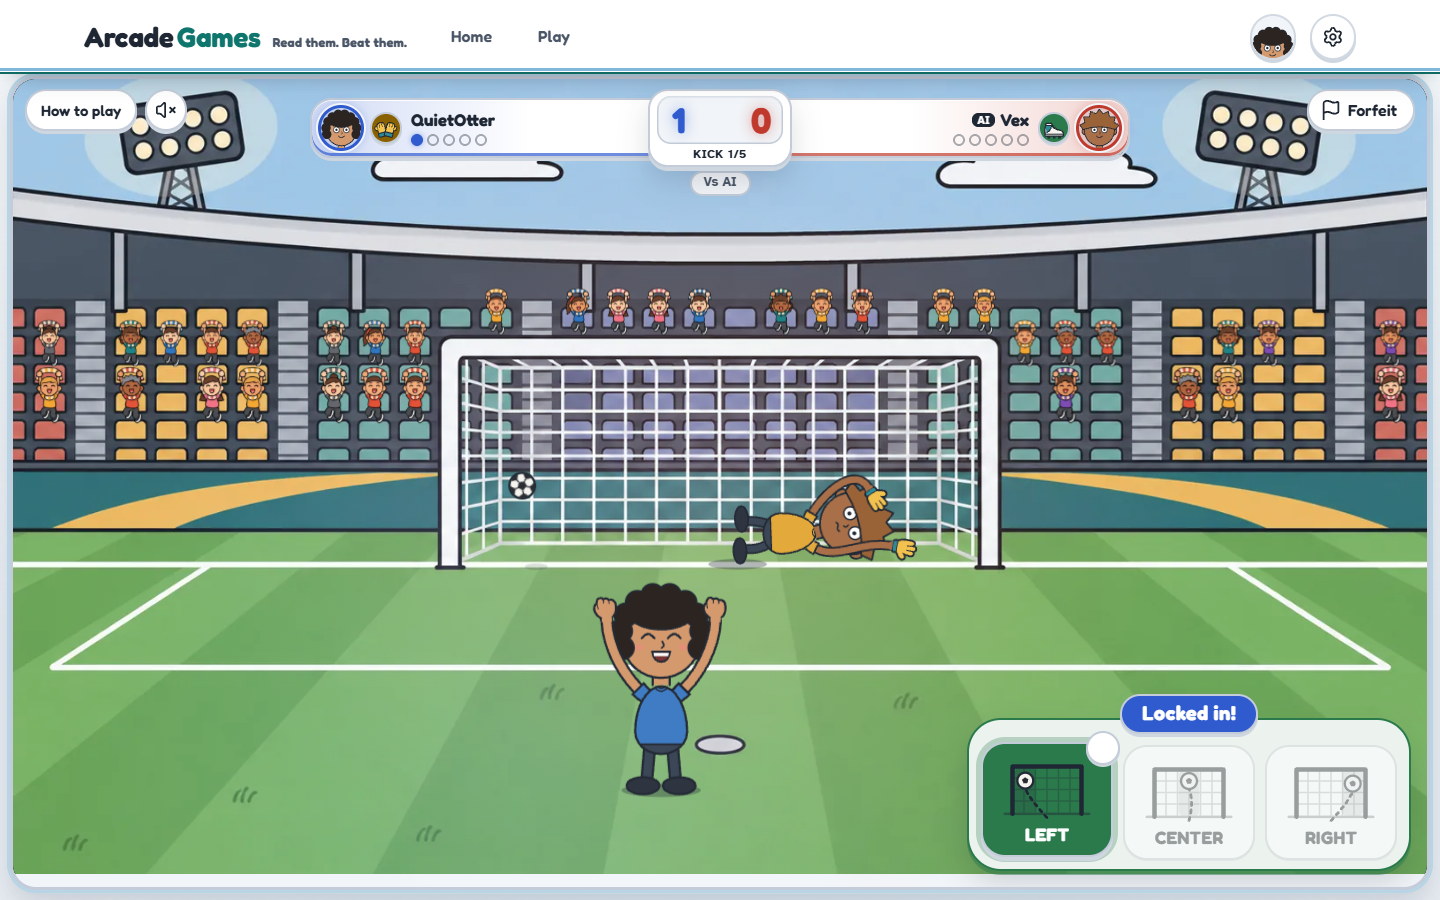 Arcade Games
Read them. Beat them.
Home
Play
How to play
QuietOtter
1
0
KICK 1/5
Vs AI
AI Vex
Forfeit
Locked in!
LEFT
CENTER
RIGHT